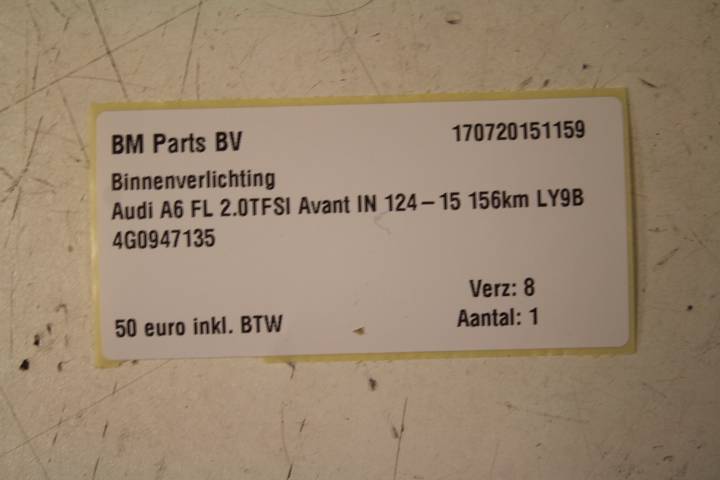 BM Parts BV 170720151159
Binnenverlichting
Audi A6 FL 2.0TFSI Avant IN 124-15 156km LY9B
4G0947135
Verz: 8
50 euro inkl. BTW Aantal: 1